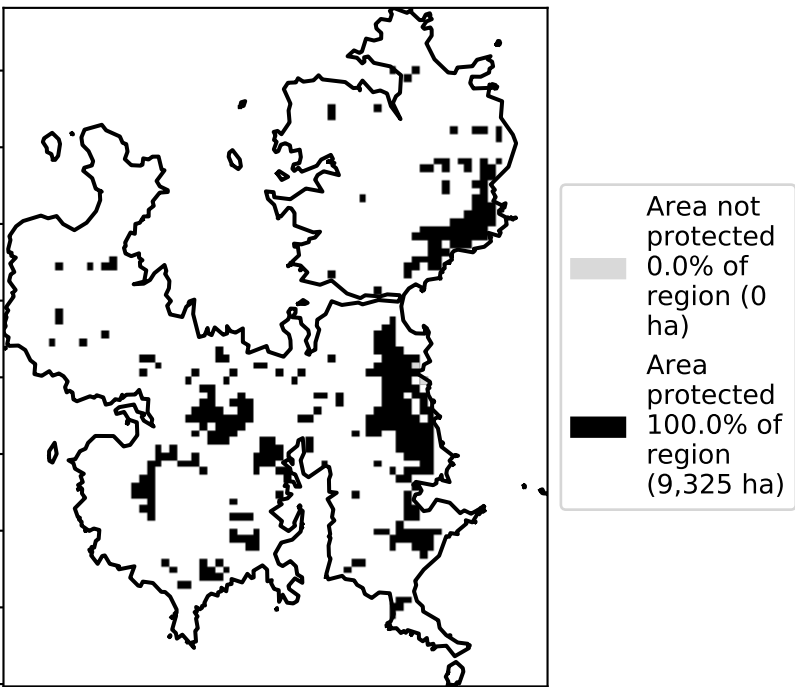 Area not
protected
0.0% of
region (0
ha)
Area
protected
100.0% of
region
(9,325 ha)